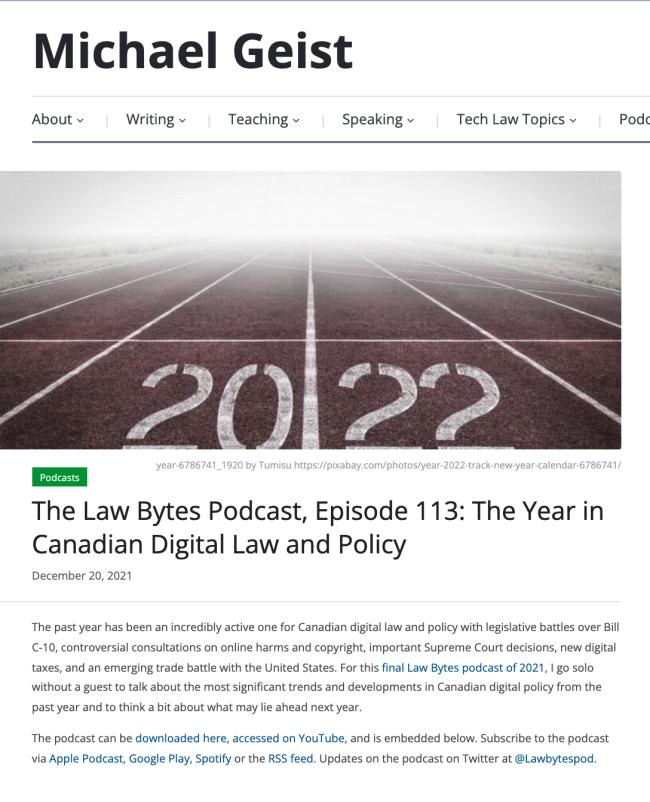 Michael Geist
About | Writing | Teaching | Speaking | Tech Law Topics | Podc
2022
year-6786741_1920 by Tumisu https://pixabay.com/photos/year-2022-track-new-year-calendar-6786741/
Podcasts
The Law Bytes Podcast, Episode 113: The Year in
Canadian Digital Law and Policy
December 20, 2021
The past year has been an incredibly active one for Canadian digital law and policy with legislative battles over Bill
C-10, controversial consultations on online harms and copyright, important Supreme Court decisions, new digital
taxes, and an emerging trade battle with the United States. For this final Law Bytes podcast of 2021, I go solo
without a guest to talk about the most significant trends and developments in Canadian digital policy from the
past year and to think a bit about what may lie ahead next year.
The podcast can be downloaded here, accessed on YouTube, and is embedded below. Subscribe to the podcast
via Apple Podcast, Google Play, Spotify or the RSS feed. Updates on the podcast on Twitter at @Lawbytespod.